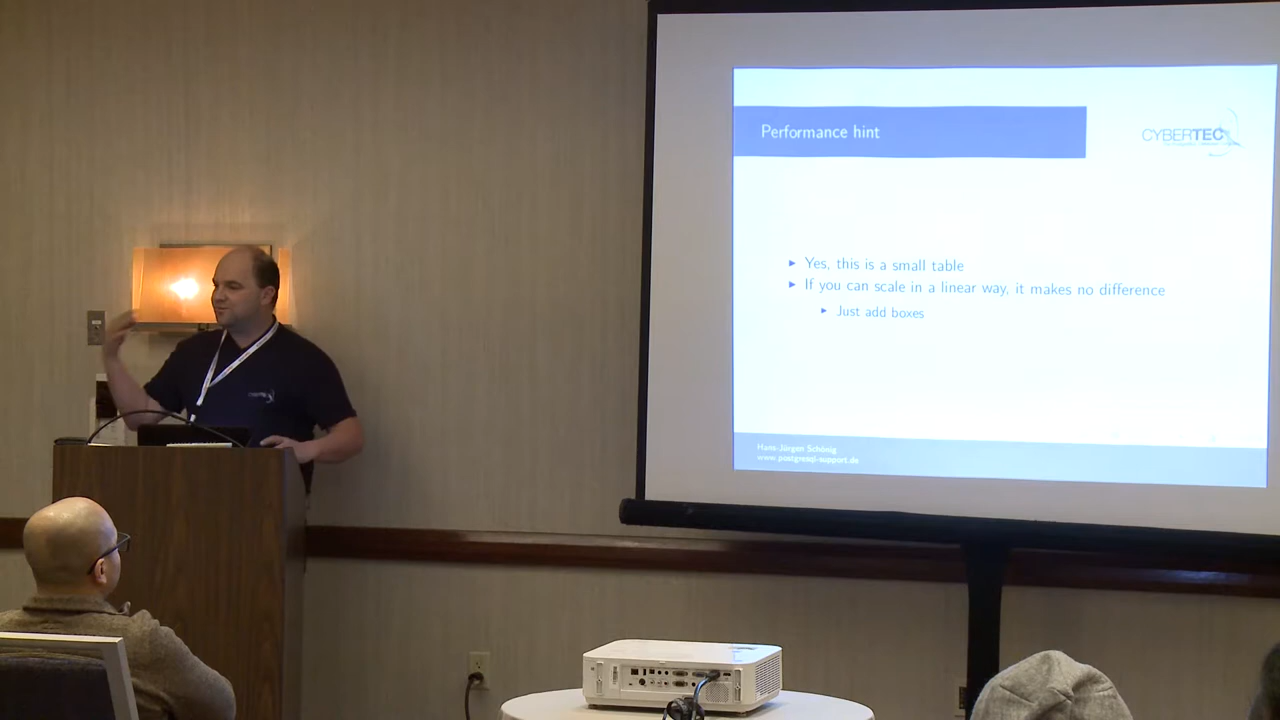 Performance hint
CYBERTEC
Yes, this is a small table
If you can scale in a linear way, it makes no difference
Just add boxes
Hans-Jürgen Schönig
www.postgresql-support.de